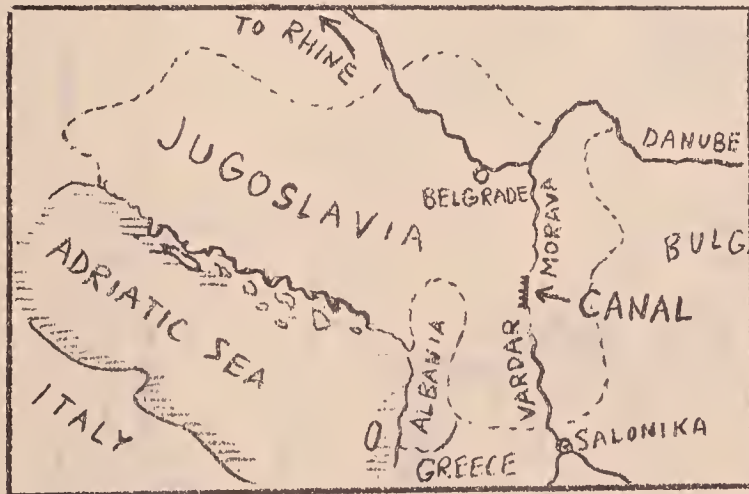 TO RHINE
JUGOSLAVIA
DANUBE
BELGRADE
MORAVA
BULG
ADRIATIC SEA
CANAL
ALBANIA
VARDAR
ITALY
SALONIKA
GREECE